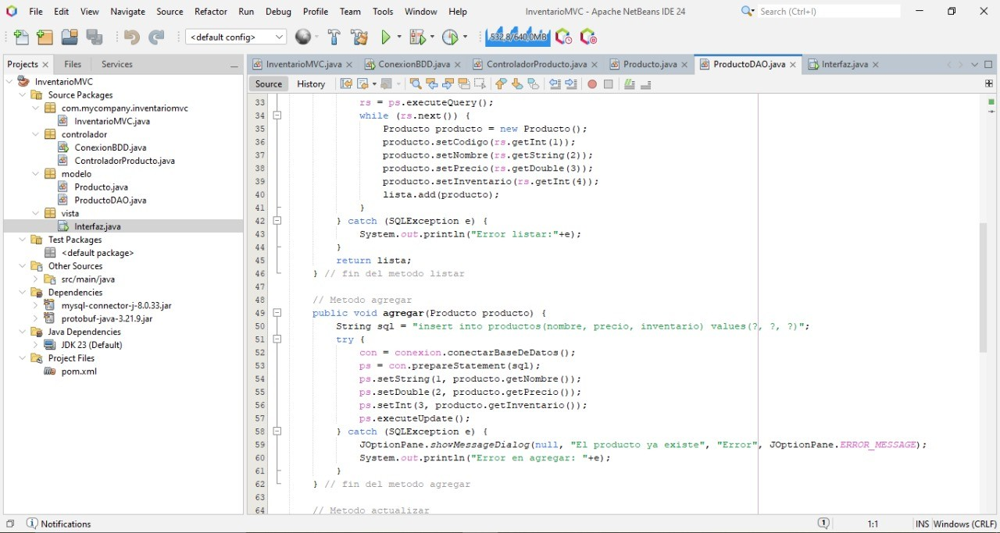 File Edit View Navigate Source Refactor Run Debug Profile Team Tools Window Help InventarioMVC - Apache NetBeans IDE 24 Search (Ctrl+I)
<default config> 532,8/640,0MB
Projects Files Services
InventarioMVC.java ConexionBDD.java ControladorProducto.java Producto.java ProductoDAO.java Interfaz.java
Source History
InventarioMVC
Source Packages
com.mycompany.inventariomvc
InventarioMVC.java
controlador
ConexionBDD.java
ControladorProducto.java
modelo
Producto.java
ProductoDAO.java
vista
Interfaz.java
Test Packages
<default package>
Other Sources
src/main/java
Dependencies
mysql-connector-j-8.0.33.jar
protobuf-java-3.21.9.jar
Java Dependencies
JDK 23 (Default)
Project Files
pom.xml
33 rs = ps.executeQuery();
34 while (rs.next()) {
35 Producto producto = new Producto();
36 producto.setCodigo(rs.getInt(1));
37 producto.setNombre(rs.getString(2));
38 producto.setPrecio(rs.getDouble(3));
39 producto.setInventario(rs.getInt(4));
40 lista.add(producto);
41 }
42 } catch (SQLException e) {
43 System.out.println("Error listar:"+e);
44 }
45 return lista;
46 } // fin del metodo listar
47
48 // Metodo agregar
49 public void agregar(Producto producto) {
50 String sql = "insert into productos(nombre, precio, inventario) values(?, ?, ?)";
51 try {
52 con = conexion.conectarBaseDeDatos();
53 ps = con.prepareStatement(sql);
54 ps.setString(1, producto.getNombre());
55 ps.setDouble(2, producto.getPrecio());
56 ps.setInt(3, producto.getInventario());
57 ps.executeUpdate();
58 } catch (SQLException e) {
59 JOptionPane.showMessageDialog(null, "El producto ya existe", "Error", JOptionPane.ERROR_MESSAGE);
60 System.out.println("Error en agregar: "+e);
61 }
62 } // fin del metodo agregar
63
64 // Metodo actualizar
Notifications 1 1:1 INS Windows (CRLF)